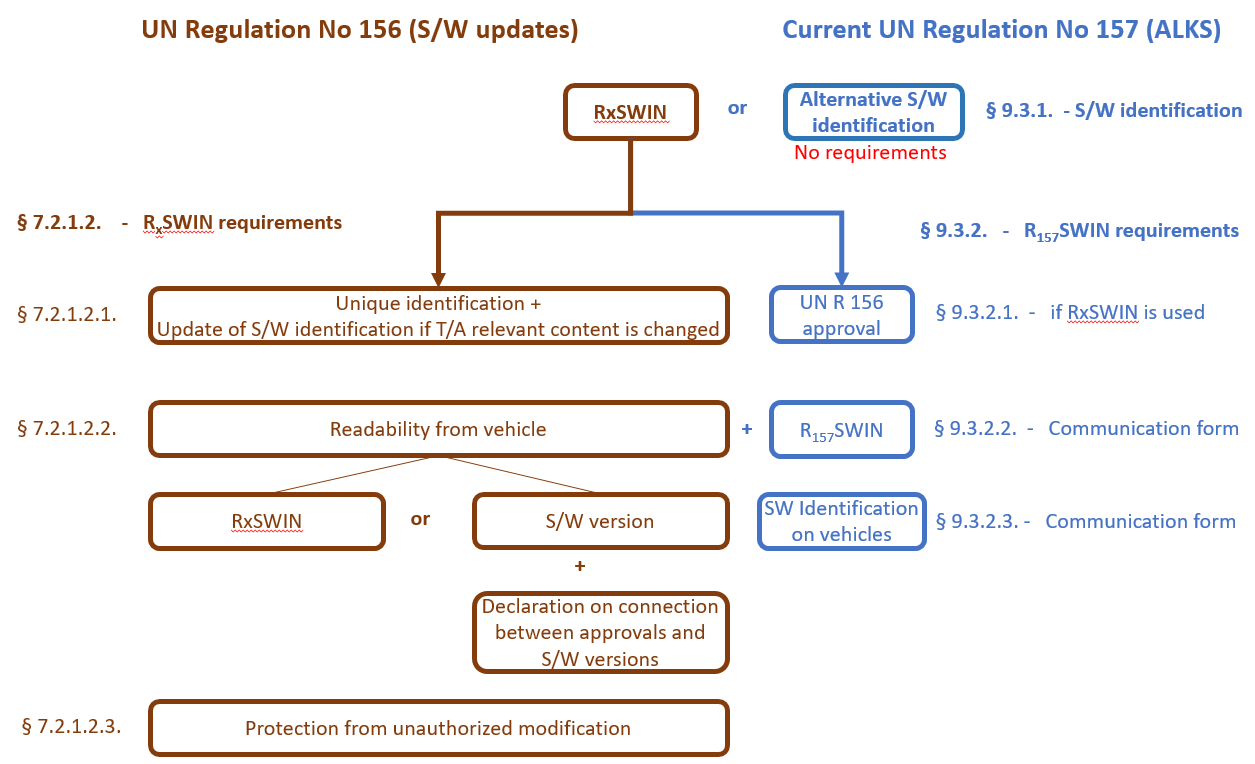 UN Regulation No 156 (S/W updates)
Current UN Regulation No 157 (ALKS)
RxSWIN
or
Alternative S/W
identification
§ 9.3.1. - S/W identification
No requirements
§ 7.2.1.2. - RxSWIN requirements
§ 9.3.2. - R157SWIN requirements
§ 7.2.1.2.1.
Unique identification +
Update of S/W identification if T/A relevant content is changed
UN R 156
approval
§ 9.3.2.1. - if RxSWIN is used
§ 7.2.1.2.2.
Readability from vehicle
+
R157SWIN
§ 9.3.2.2. - Communication form
RxSWIN
or
S/W version
SW Identification
on vehicles
§ 9.3.2.3. - Communication form
+
Declaration on connection
between approvals and
S/W versions
§ 7.2.1.2.3.
Protection from unauthorized modification